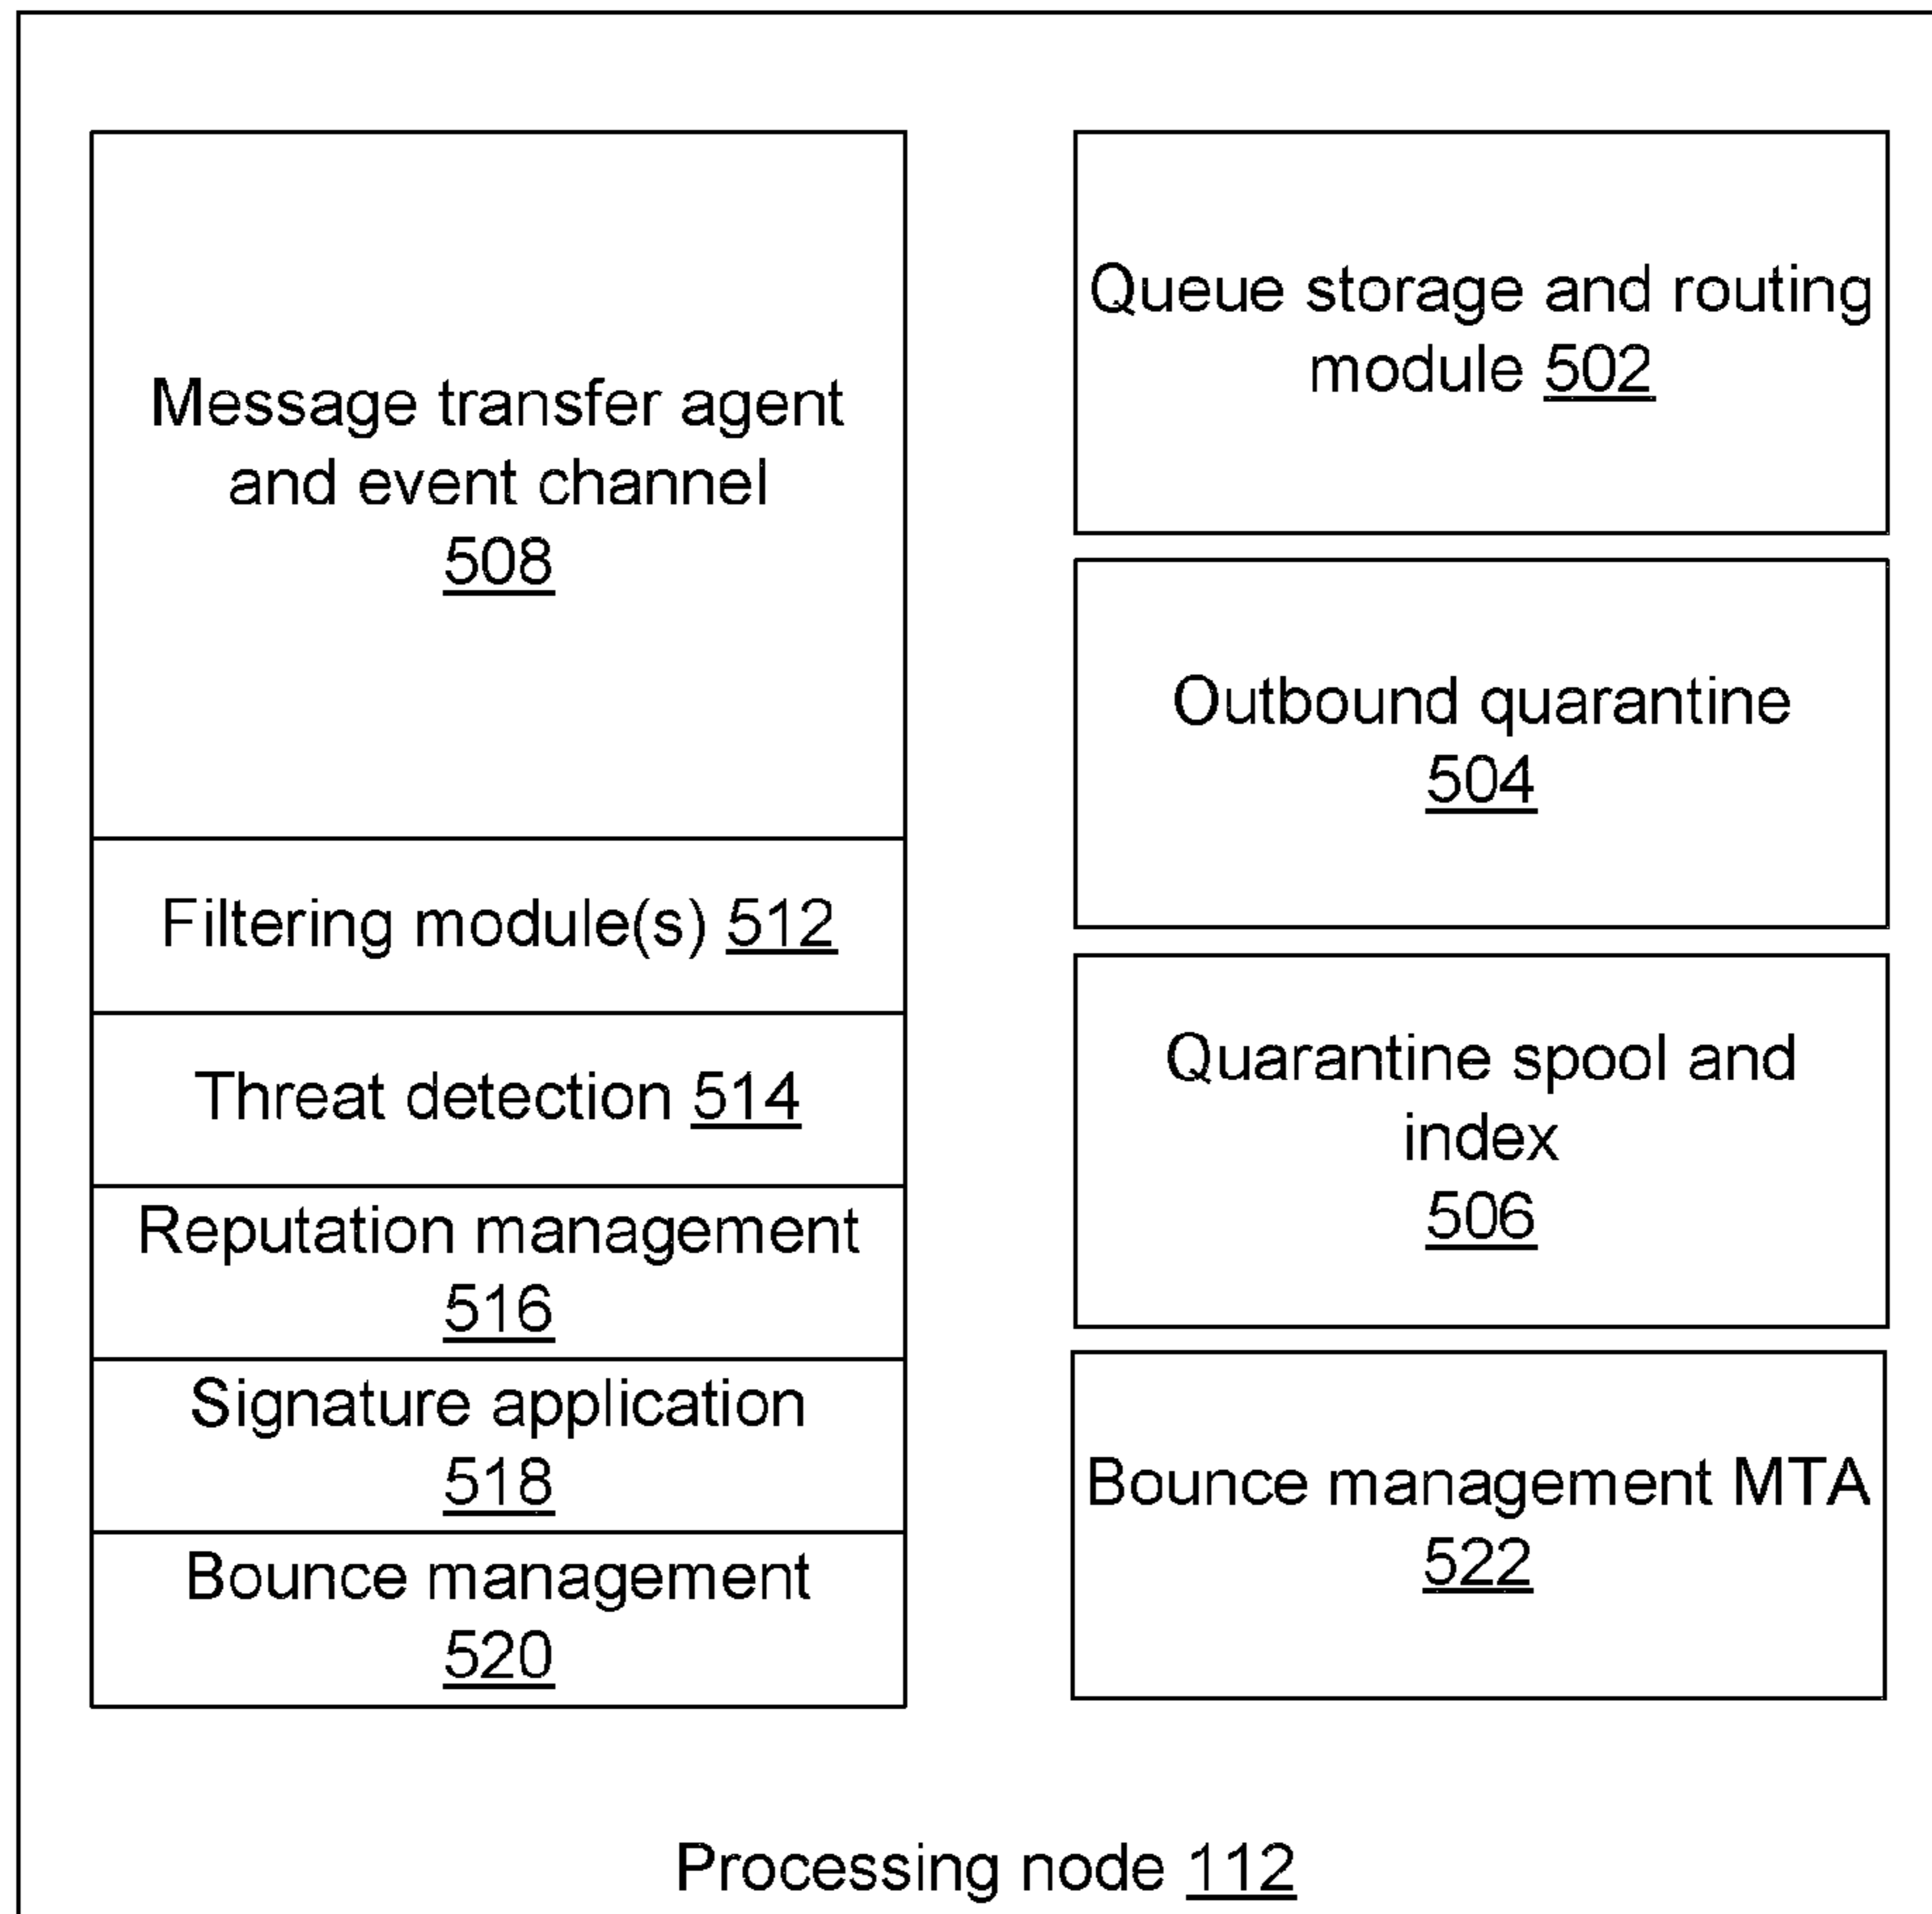 Message transfer agent
and event channel
508
Filtering module(s) 512
Threat detection 514
Reputation management
516
Signature application
518
Bounce management
520
Queue storage and routing
module 502
Outbound quarantine
504
Quarantine spool and
index
506
Bounce management MTA
522
Processing node 112